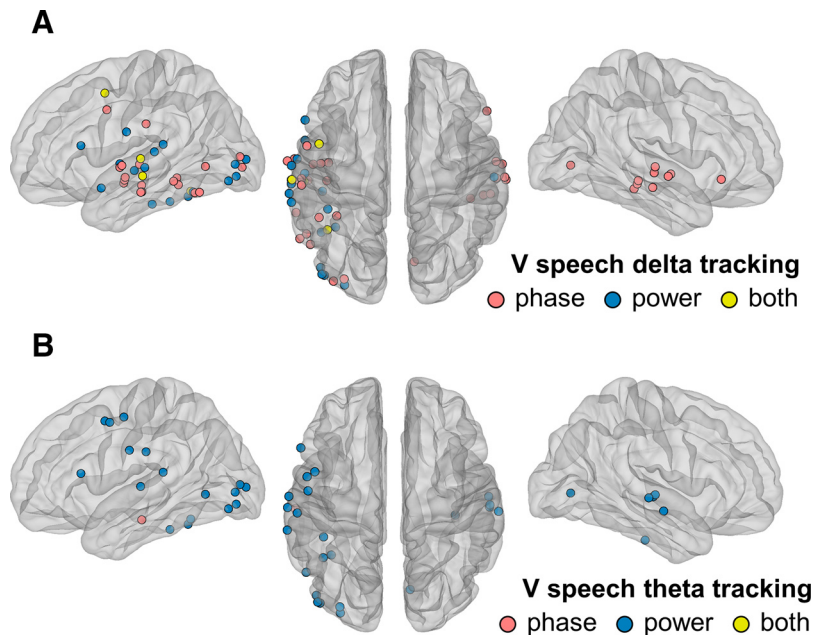 A
V speech delta tracking
phase power both
B
V speech theta tracking
phase power both